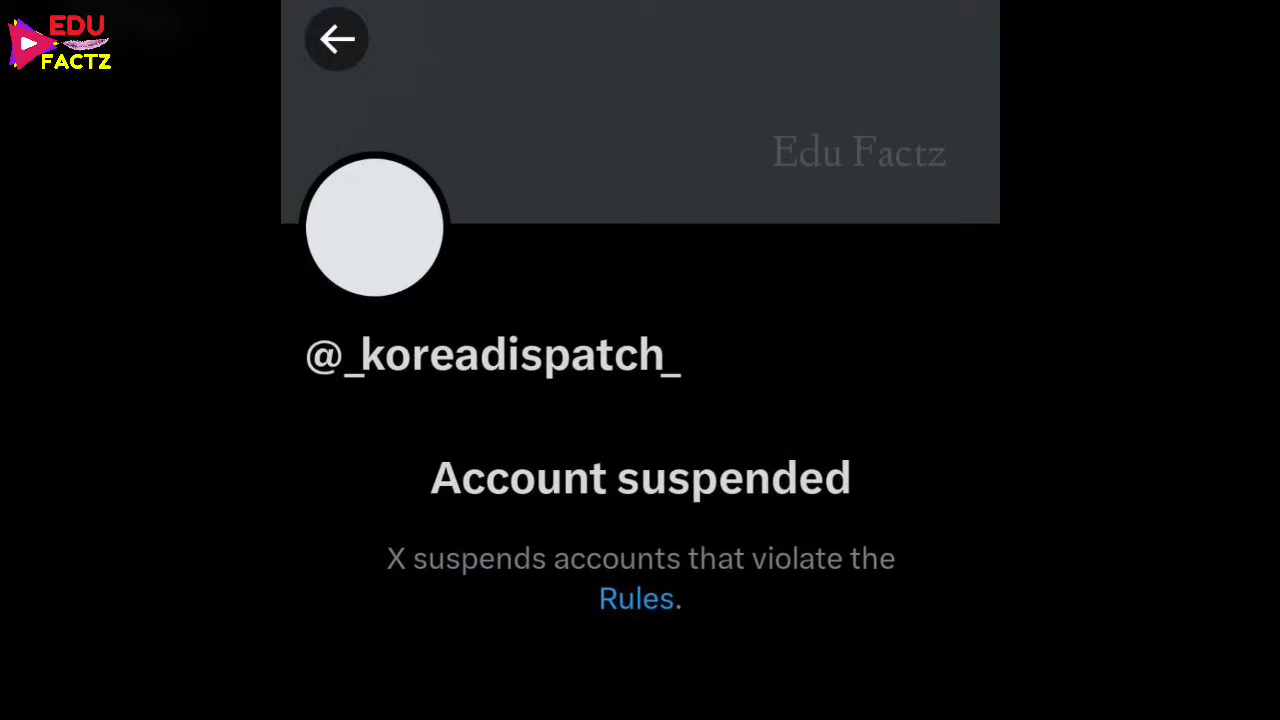 EDU
FACTZ
Edu Factz
@_koreadispatch_
Account suspended
X suspends accounts that violate the
Rules.